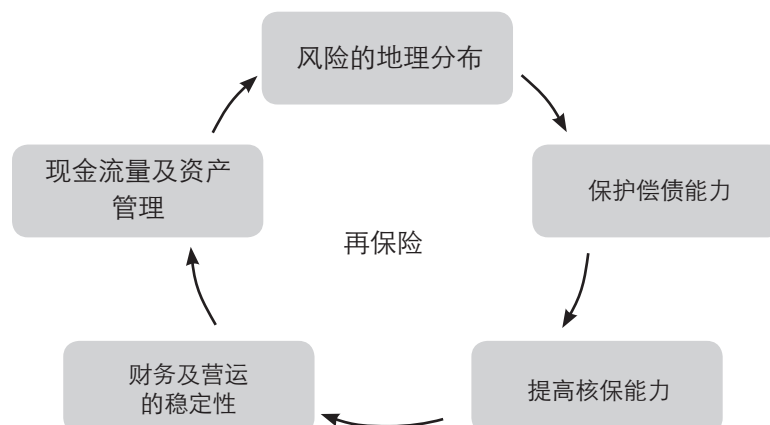 风险的地理分布
现金流量及资产
管理
保护偿债能力
再保险
财务及营运
的稳定性
提高核保能力